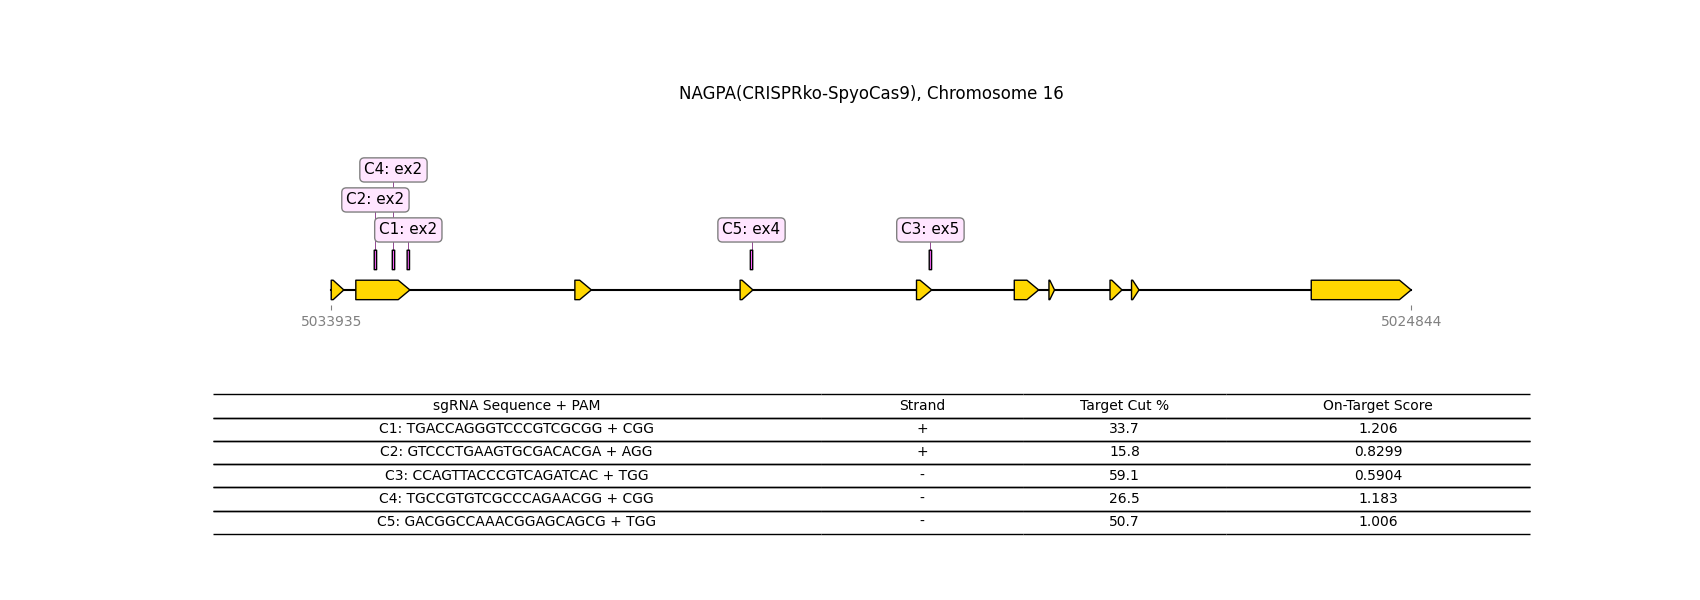 NAGPA(CRISPRko-SpyoCas9), Chromosome 16
C4: ex2
C2: ex2
C1: ex2
C5: ex4
C3: ex5
5033935
5024844
sgRNA Sequence + PAM Strand Target Cut % On-Target Score
C1: TGACCAGGGTCCCGTCGCGG + CGG + 33.7 1.206
C2: GTCCCTGAAGTGCGACACGA + AGG + 15.8 0.8299
C3: CCAGTTACCCGTCAGATCAC + TGG - 59.1 0.5904
C4: TGCCGTGTCGCCCAGAACGG + CGG - 26.5 1.183
C5: GACGGCCAAACGGAGCAGCG + TGG - 50.7 1.006